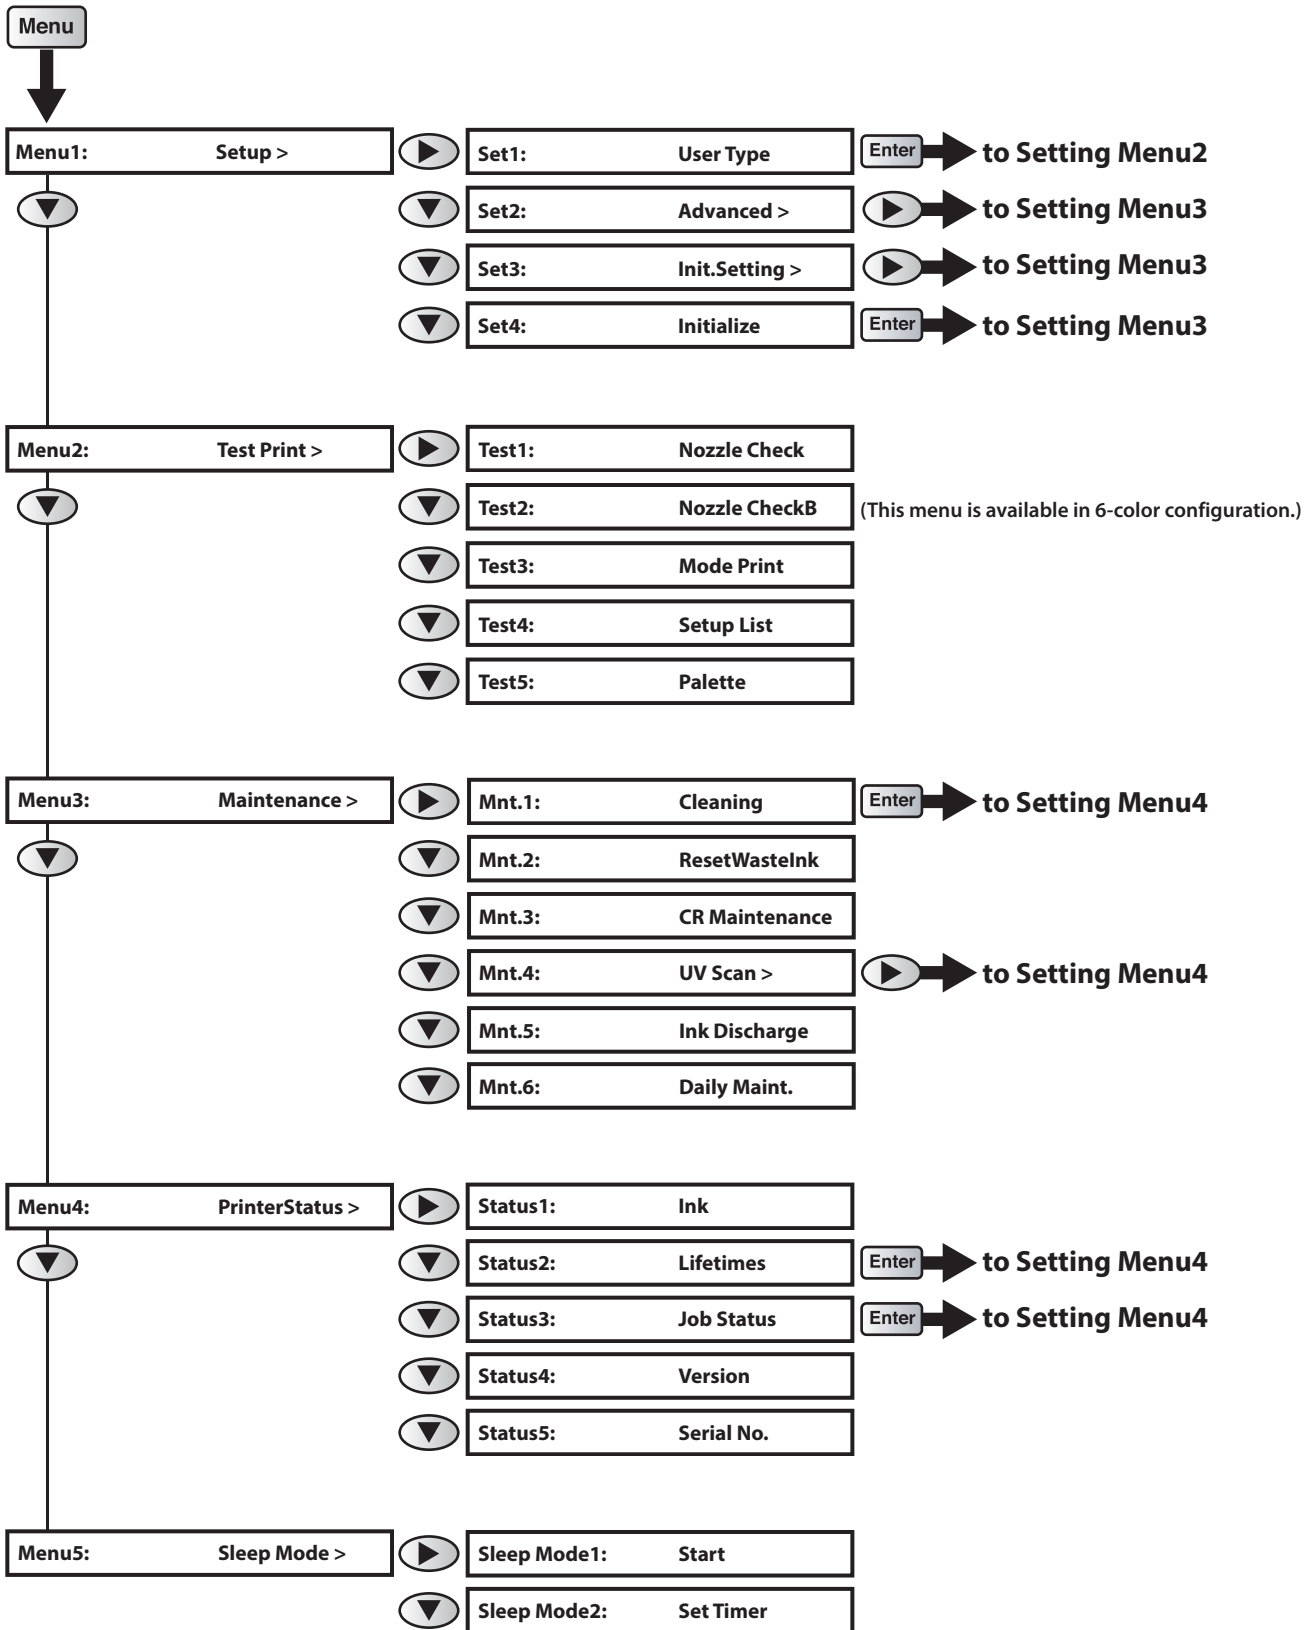 Menu
Menu1: Setup > Set1: User Type Enter to Setting Menu2
Set2: Advanced > to Setting Menu3
Set3: Init.Setting > to Setting Menu3
Set4: Initialize Enter to Setting Menu3
Menu2: Test Print > Test1: Nozzle Check
Test2: Nozzle CheckB (This menu is available in 6-color configuration.)
Test3: Mode Print
Test4: Setup List
Test5: Palette
Menu3: Maintenance > Mnt.1: Cleaning Enter to Setting Menu4
Mnt.2: ResetWasteInk
Mnt.3: CR Maintenance
Mnt.4: UV Scan > to Setting Menu4
Mnt.5: Ink Discharge
Mnt.6: Daily Maint.
Menu4: PrinterStatus > Status1: Ink
Status2: Lifetimes Enter to Setting Menu4
Status3: Job Status Enter to Setting Menu4
Status4: Version
Status5: Serial No.
Menu5: Sleep Mode > Sleep Mode1: Start
Sleep Mode2: Set Timer